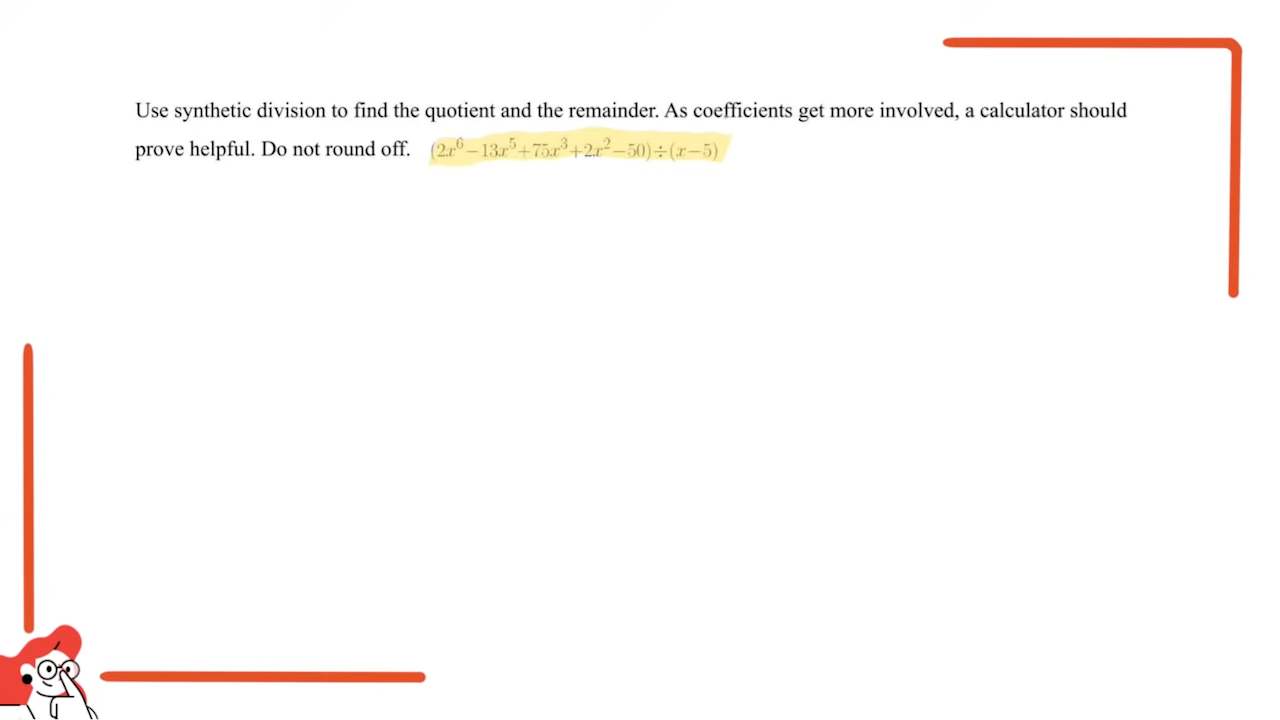 Use synthetic division to find the quotient and the remainder. As coefficients get more involved, a calculator should
prove helpful. Do not round off. (2x⁶−13x⁵+75x³+2x²−50)÷(x−5)